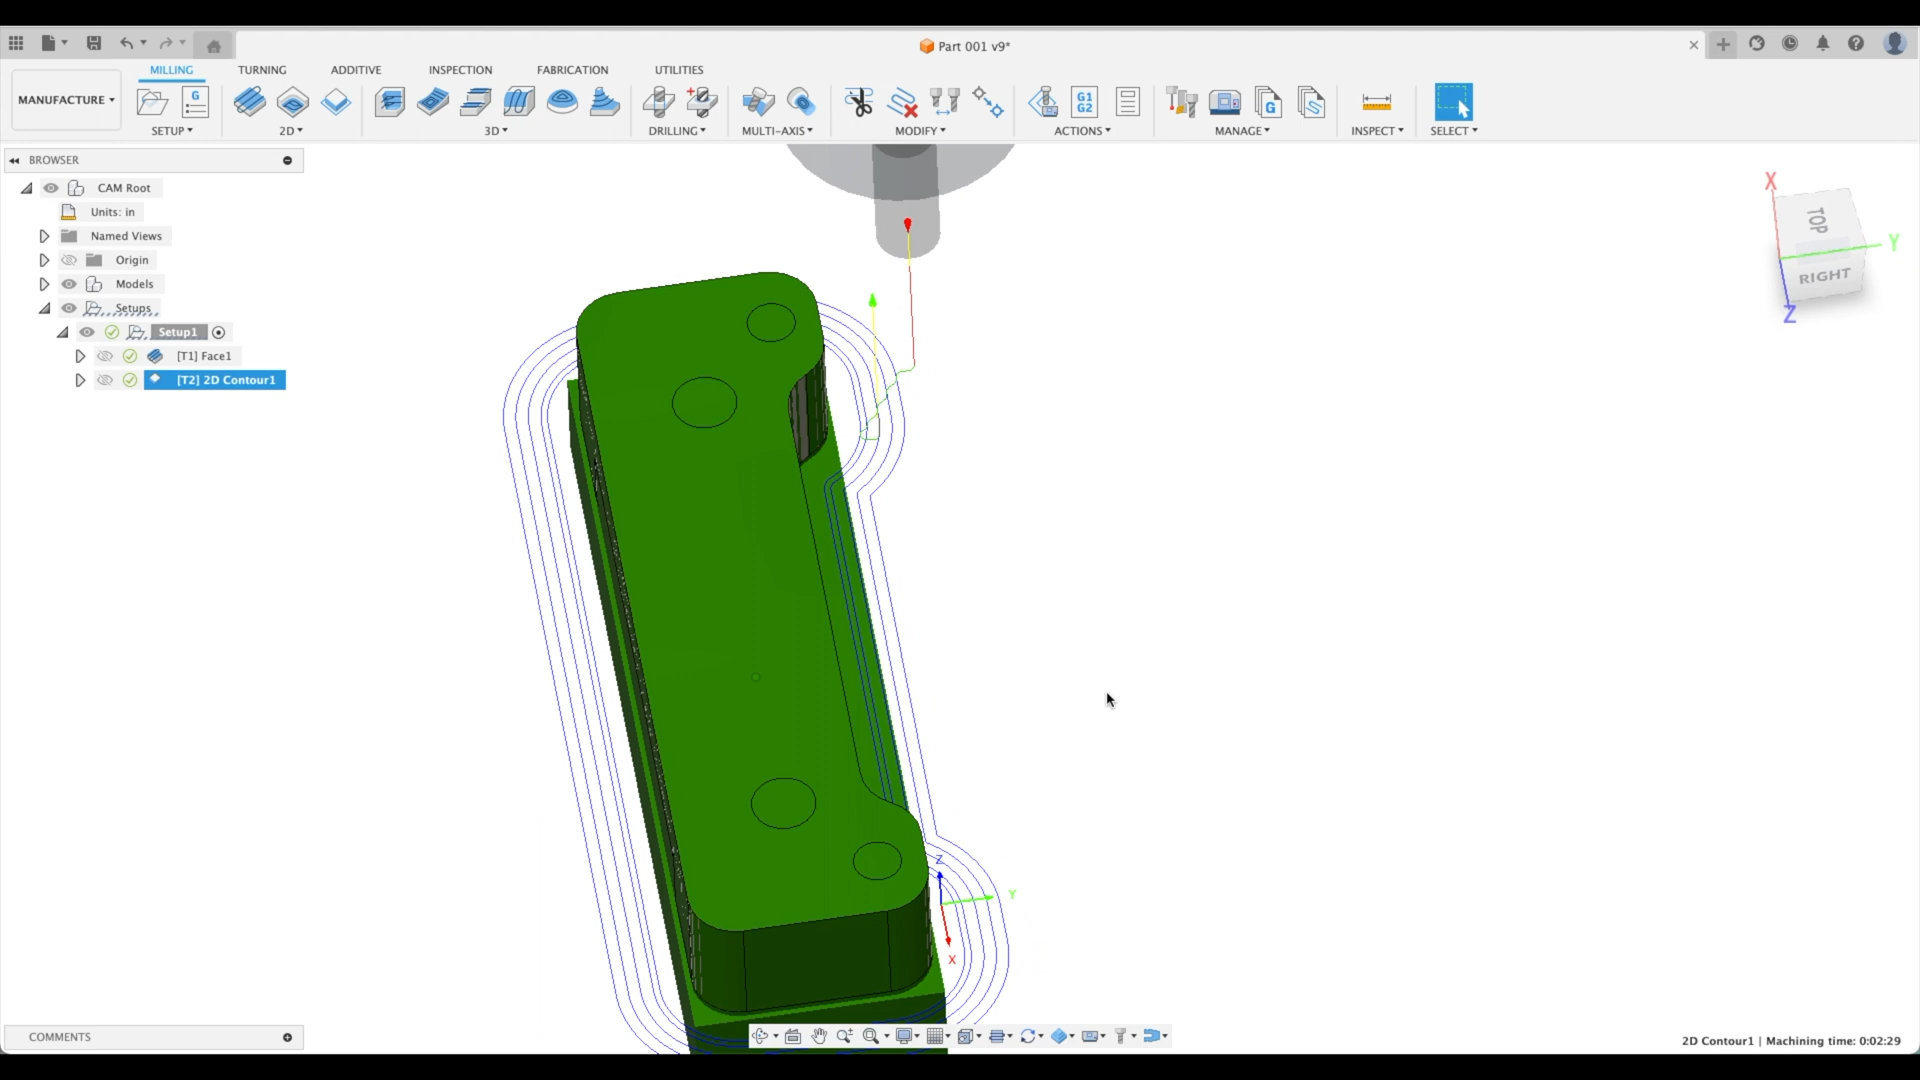 Part 001 v9*
MANUFACTURE
MILLING TURNING ADDITIVE INSPECTION FABRICATION UTILITIES
G G1 G2 G
SETUP 2D 3D DRILLING MULTI-AXIS MODIFY ACTIONS MANAGE INSPECT SELECT
BROWSER
CAM Root
Units: in
Named Views
Origin
Models
Setups
Setup1
[T1] Face1
[T2] 2D Contour1
X
TOP
Y
RIGHT
Z
Z
Y
X
COMMENTS
2D Contour1 | Machining time: 0:02:29